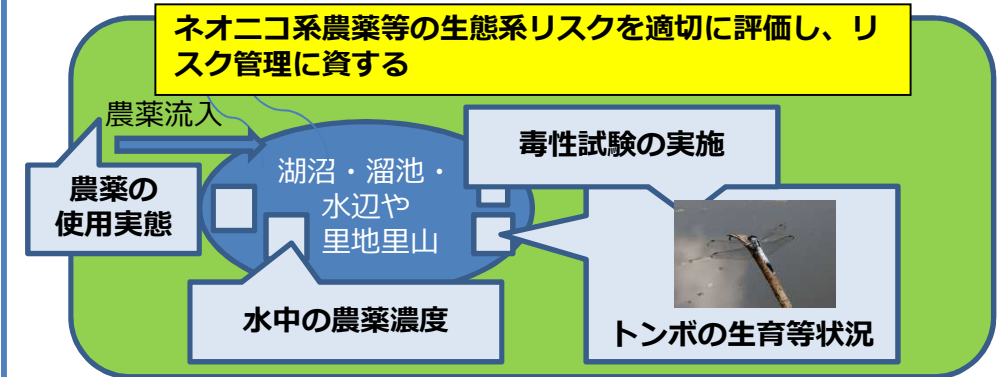 ネオニコ系農薬等の生態系リスクを適切に評価し、リ
スク管理に資する
農薬流入
農薬の
使用実態
湖沼・溜池・
水辺や
里地里山
毒性試験の実施
水中の農薬濃度
トンボの生育等状況